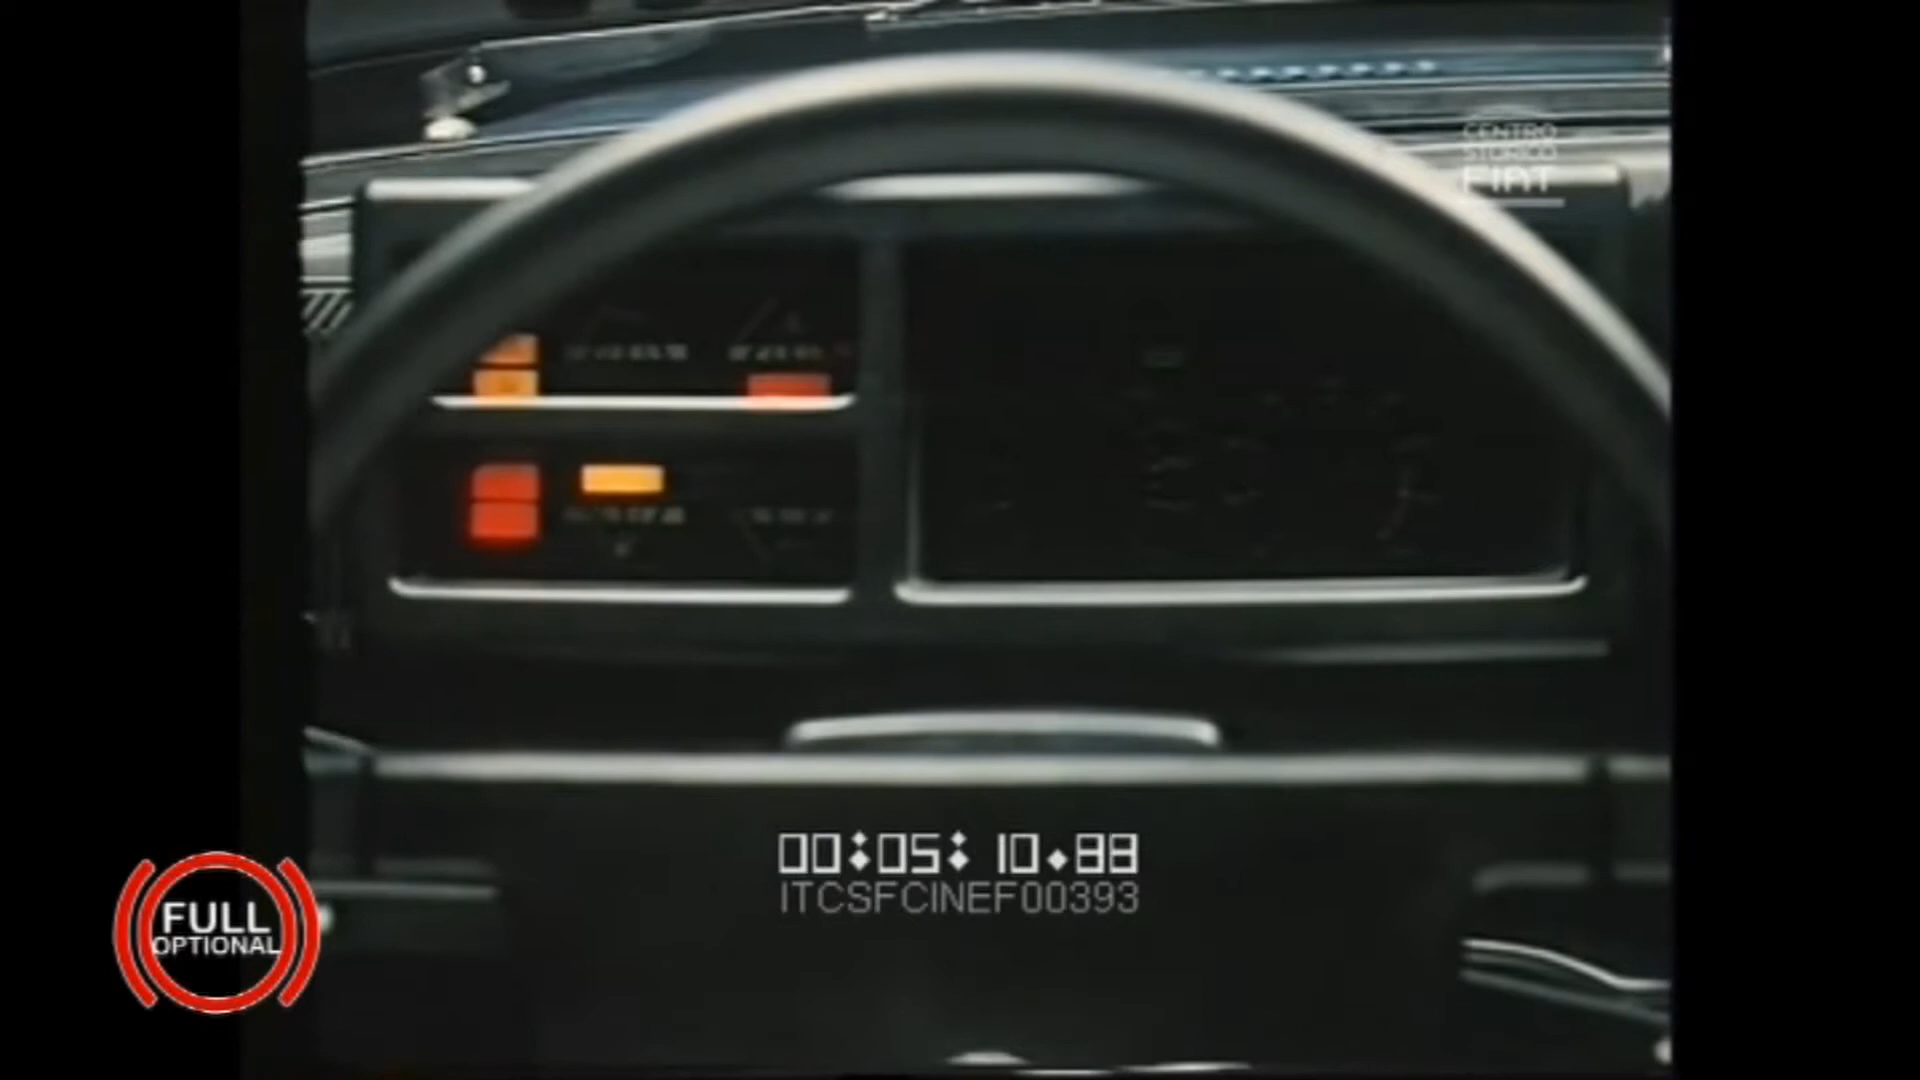 CENTRO
STORICO
FIAT
00:05:10.88
ITCSFCINEF00393
FULL
OPTIONAL